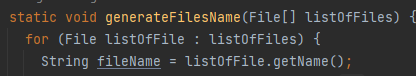 static void generateFilesName(File[] listOfFiles) {
for (File listOfFile : listOfFiles) {
String fileName = listOfFile.getName();